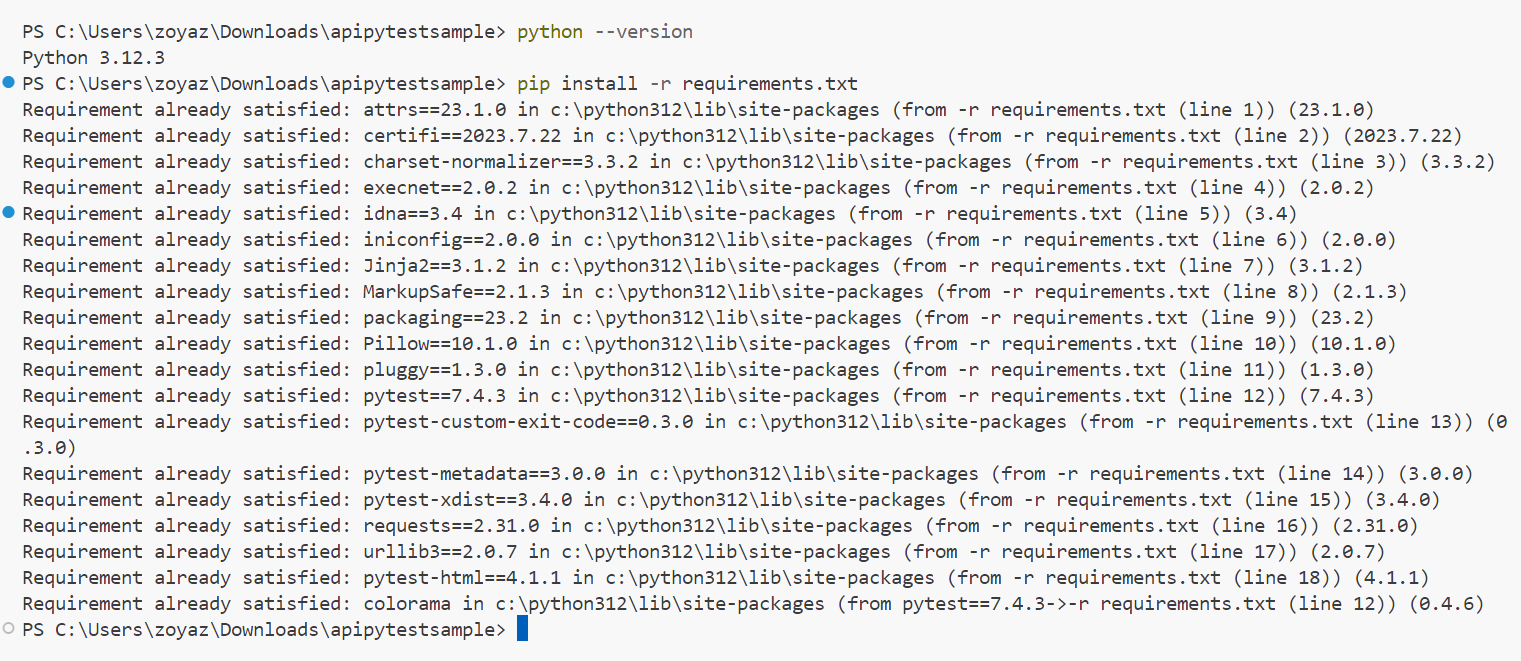 PS C:\Users\zoyaz\Downloads\apipytestsample> python --version
Python 3.12.3
PS C:\Users\zoyaz\Downloads\apipytestsample> pip install -r requirements.txt
Requirement already satisfied: attrs==23.1.0 in c:\python312\lib\site-packages (from -r requirements.txt (line 1)) (23.1.0)
Requirement already satisfied: certifi==2023.7.22 in c:\python312\lib\site-packages (from -r requirements.txt (line 2)) (2023.7.22)
Requirement already satisfied: charset-normalizer==3.3.2 in c:\python312\lib\site-packages (from -r requirements.txt (line 3)) (3.3.2)
Requirement already satisfied: execnet==2.0.2 in c:\python312\lib\site-packages (from -r requirements.txt (line 4)) (2.0.2)
Requirement already satisfied: idna==3.4 in c:\python312\lib\site-packages (from -r requirements.txt (line 5)) (3.4)
Requirement already satisfied: iniconfig==2.0.0 in c:\python312\lib\site-packages (from -r requirements.txt (line 6)) (2.0.0)
Requirement already satisfied: Jinja2==3.1.2 in c:\python312\lib\site-packages (from -r requirements.txt (line 7)) (3.1.2)
Requirement already satisfied: MarkupSafe==2.1.3 in c:\python312\lib\site-packages (from -r requirements.txt (line 8)) (2.1.3)
Requirement already satisfied: packaging==23.2 in c:\python312\lib\site-packages (from -r requirements.txt (line 9)) (23.2)
Requirement already satisfied: Pillow==10.1.0 in c:\python312\lib\site-packages (from -r requirements.txt (line 10)) (10.1.0)
Requirement already satisfied: pluggy==1.3.0 in c:\python312\lib\site-packages (from -r requirements.txt (line 11)) (1.3.0)
Requirement already satisfied: pytest==7.4.3 in c:\python312\lib\site-packages (from -r requirements.txt (line 12)) (7.4.3)
Requirement already satisfied: pytest-custom-exit-code==0.3.0 in c:\python312\lib\site-packages (from -r requirements.txt (line 13)) (0
.3.0)
Requirement already satisfied: pytest-metadata==3.0.0 in c:\python312\lib\site-packages (from -r requirements.txt (line 14)) (3.0.0)
Requirement already satisfied: pytest-xdist==3.4.0 in c:\python312\lib\site-packages (from -r requirements.txt (line 15)) (3.4.0)
Requirement already satisfied: requests==2.31.0 in c:\python312\lib\site-packages (from -r requirements.txt (line 16)) (2.31.0)
Requirement already satisfied: urllib3==2.0.7 in c:\python312\lib\site-packages (from -r requirements.txt (line 17)) (2.0.7)
Requirement already satisfied: pytest-html==4.1.1 in c:\python312\lib\site-packages (from -r requirements.txt (line 18)) (4.1.1)
Requirement already satisfied: colorama in c:\python312\lib\site-packages (from pytest==7.4.3->-r requirements.txt (line 12)) (0.4.6)
PS C:\Users\zoyaz\Downloads\apipytestsample>